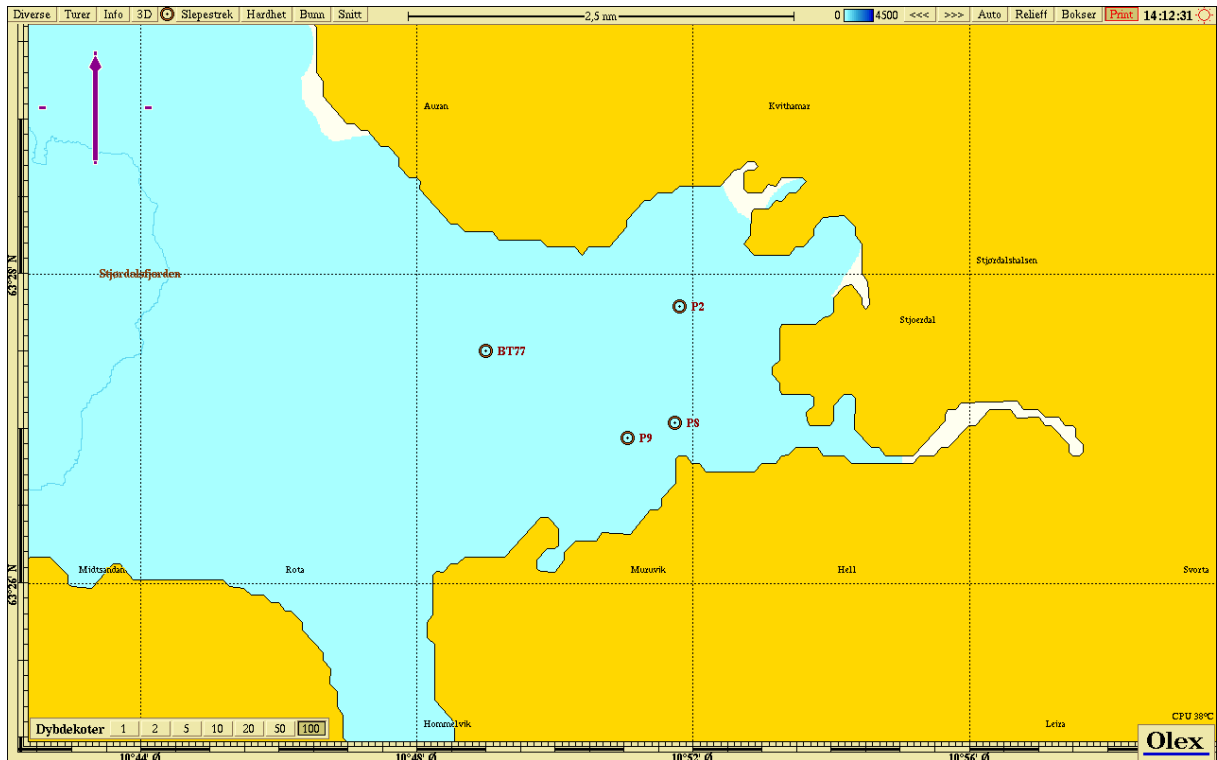 Diverse Turer Info 3D Slepestrek Hardhet Bunn Snitt 2,5 nm 0 4500 <<< >>> Auto Relieff Bokser Print 14:12:31
Auran
Kvithamar
Stjørdalshalsen
63°28' N
Stjørdalsfjorden
P2
Stjoerdal
BT77
P8
P9
63°26' N
Midtsandan
Rota
Muruvik
Hell
Svorta
Hommelvik
Leira
CPU 38°C
Dybdekoter 1 2 5 10 20 50 100
Olex
10°44' Ø
10°48' Ø
10°52' Ø
10°56' Ø